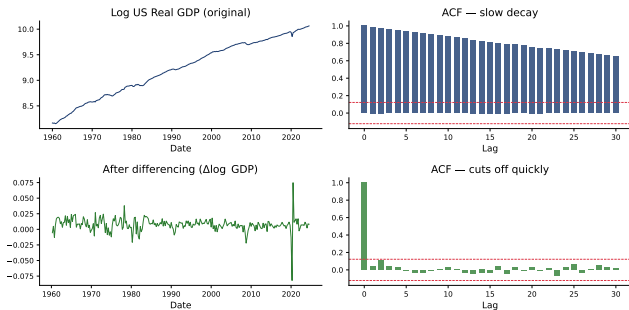 Log US Real GDP (original)
10.0
9.5
9.0
8.5
1960 1970 1980 1990 2000 2010 2020
Date
ACF — slow decay
1.0
0.8
0.6
0.4
0.2
0.0
0 5 10 15 20 25 30
Lag
After differencing (Δlog GDP)
0.075
0.050
0.025
0.000
−0.025
−0.050
−0.075
1960 1970 1980 1990 2000 2010 2020
Date
ACF — cuts off quickly
1.0
0.8
0.6
0.4
0.2
0.0
0 5 10 15 20 25 30
Lag